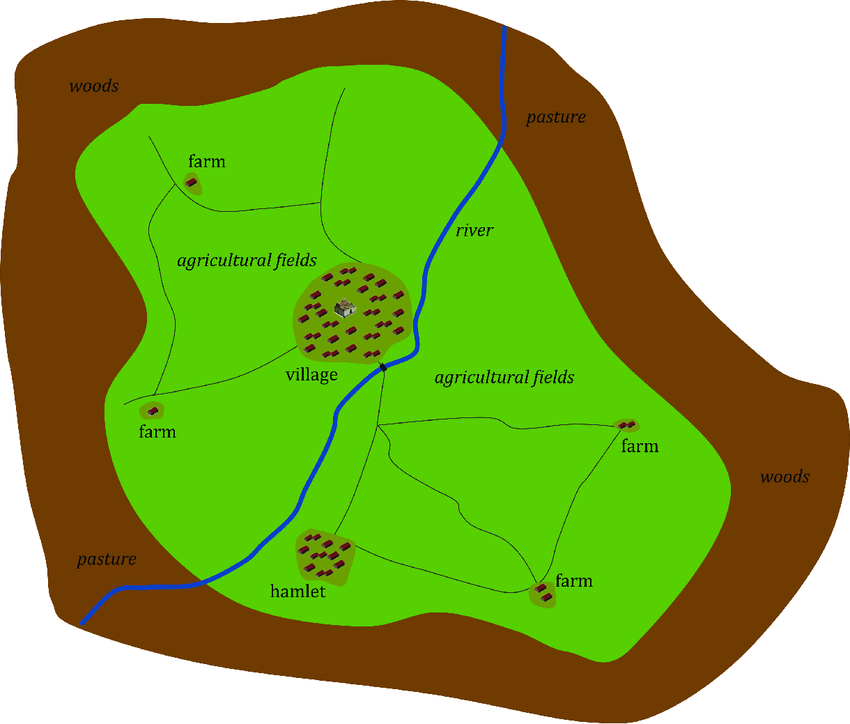 woods
pasture
farm
river
agricultural fields
village
agricultural fields
farm
farm
woods
pasture
farm
hamlet